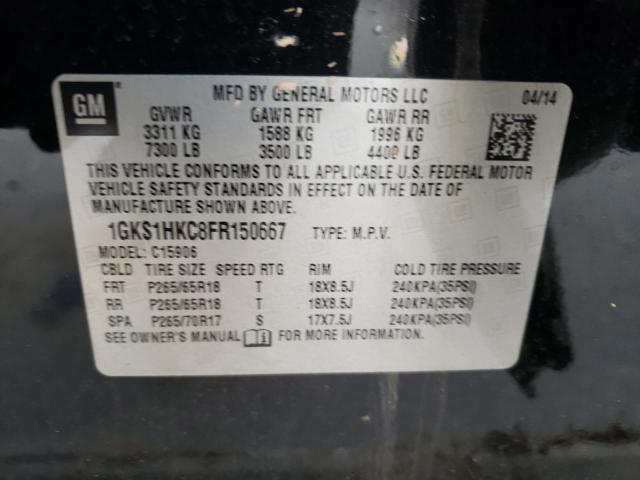 GM
MFD BY GENERAL MOTORS LLC 04/14
GVWR GAWR FRT GAWR RR
3311 KG 1588 KG 1996 KG
7300 LB 3500 LB 4400 LB
THIS VEHICLE CONFORMS TO ALL APPLICABLE U.S. FEDERAL MOTOR
VEHICLE SAFETY STANDARDS IN EFFECT ON THE DATE OF
MANUFACTURE SHOWN ABOVE.
1GKS1HKC8FR150667 TYPE: M.P.V.
MODEL: C15906
CBLD TIRE SIZE SPEED RTG RIM COLD TIRE PRESSURE
FRT P265/65R18 T 18X8.5J 240KPA(35PSI)
RR P265/65R18 T 18X8.5J 240KPA(35PSI)
SPA P265/70R17 S 17X7.5J 240KPA(35PSI)
SEE OWNER'S MANUAL FOR MORE INFORMATION.